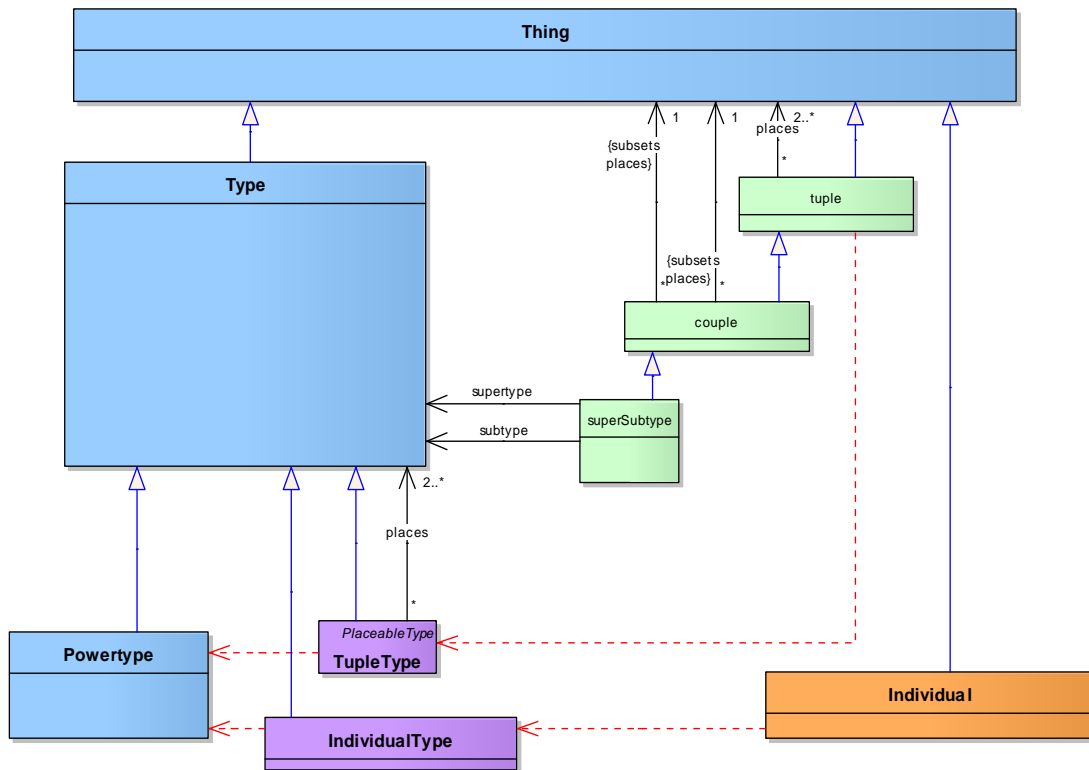 Thing
1
1
2..*
places
{subsets
places}
*
Type
tuple
{subsets
places}
*
*
couple
supertype
superSubtype
subtype
2..*
places
*
PlaceableType
TupleType
Powertype
Individual
IndividualType